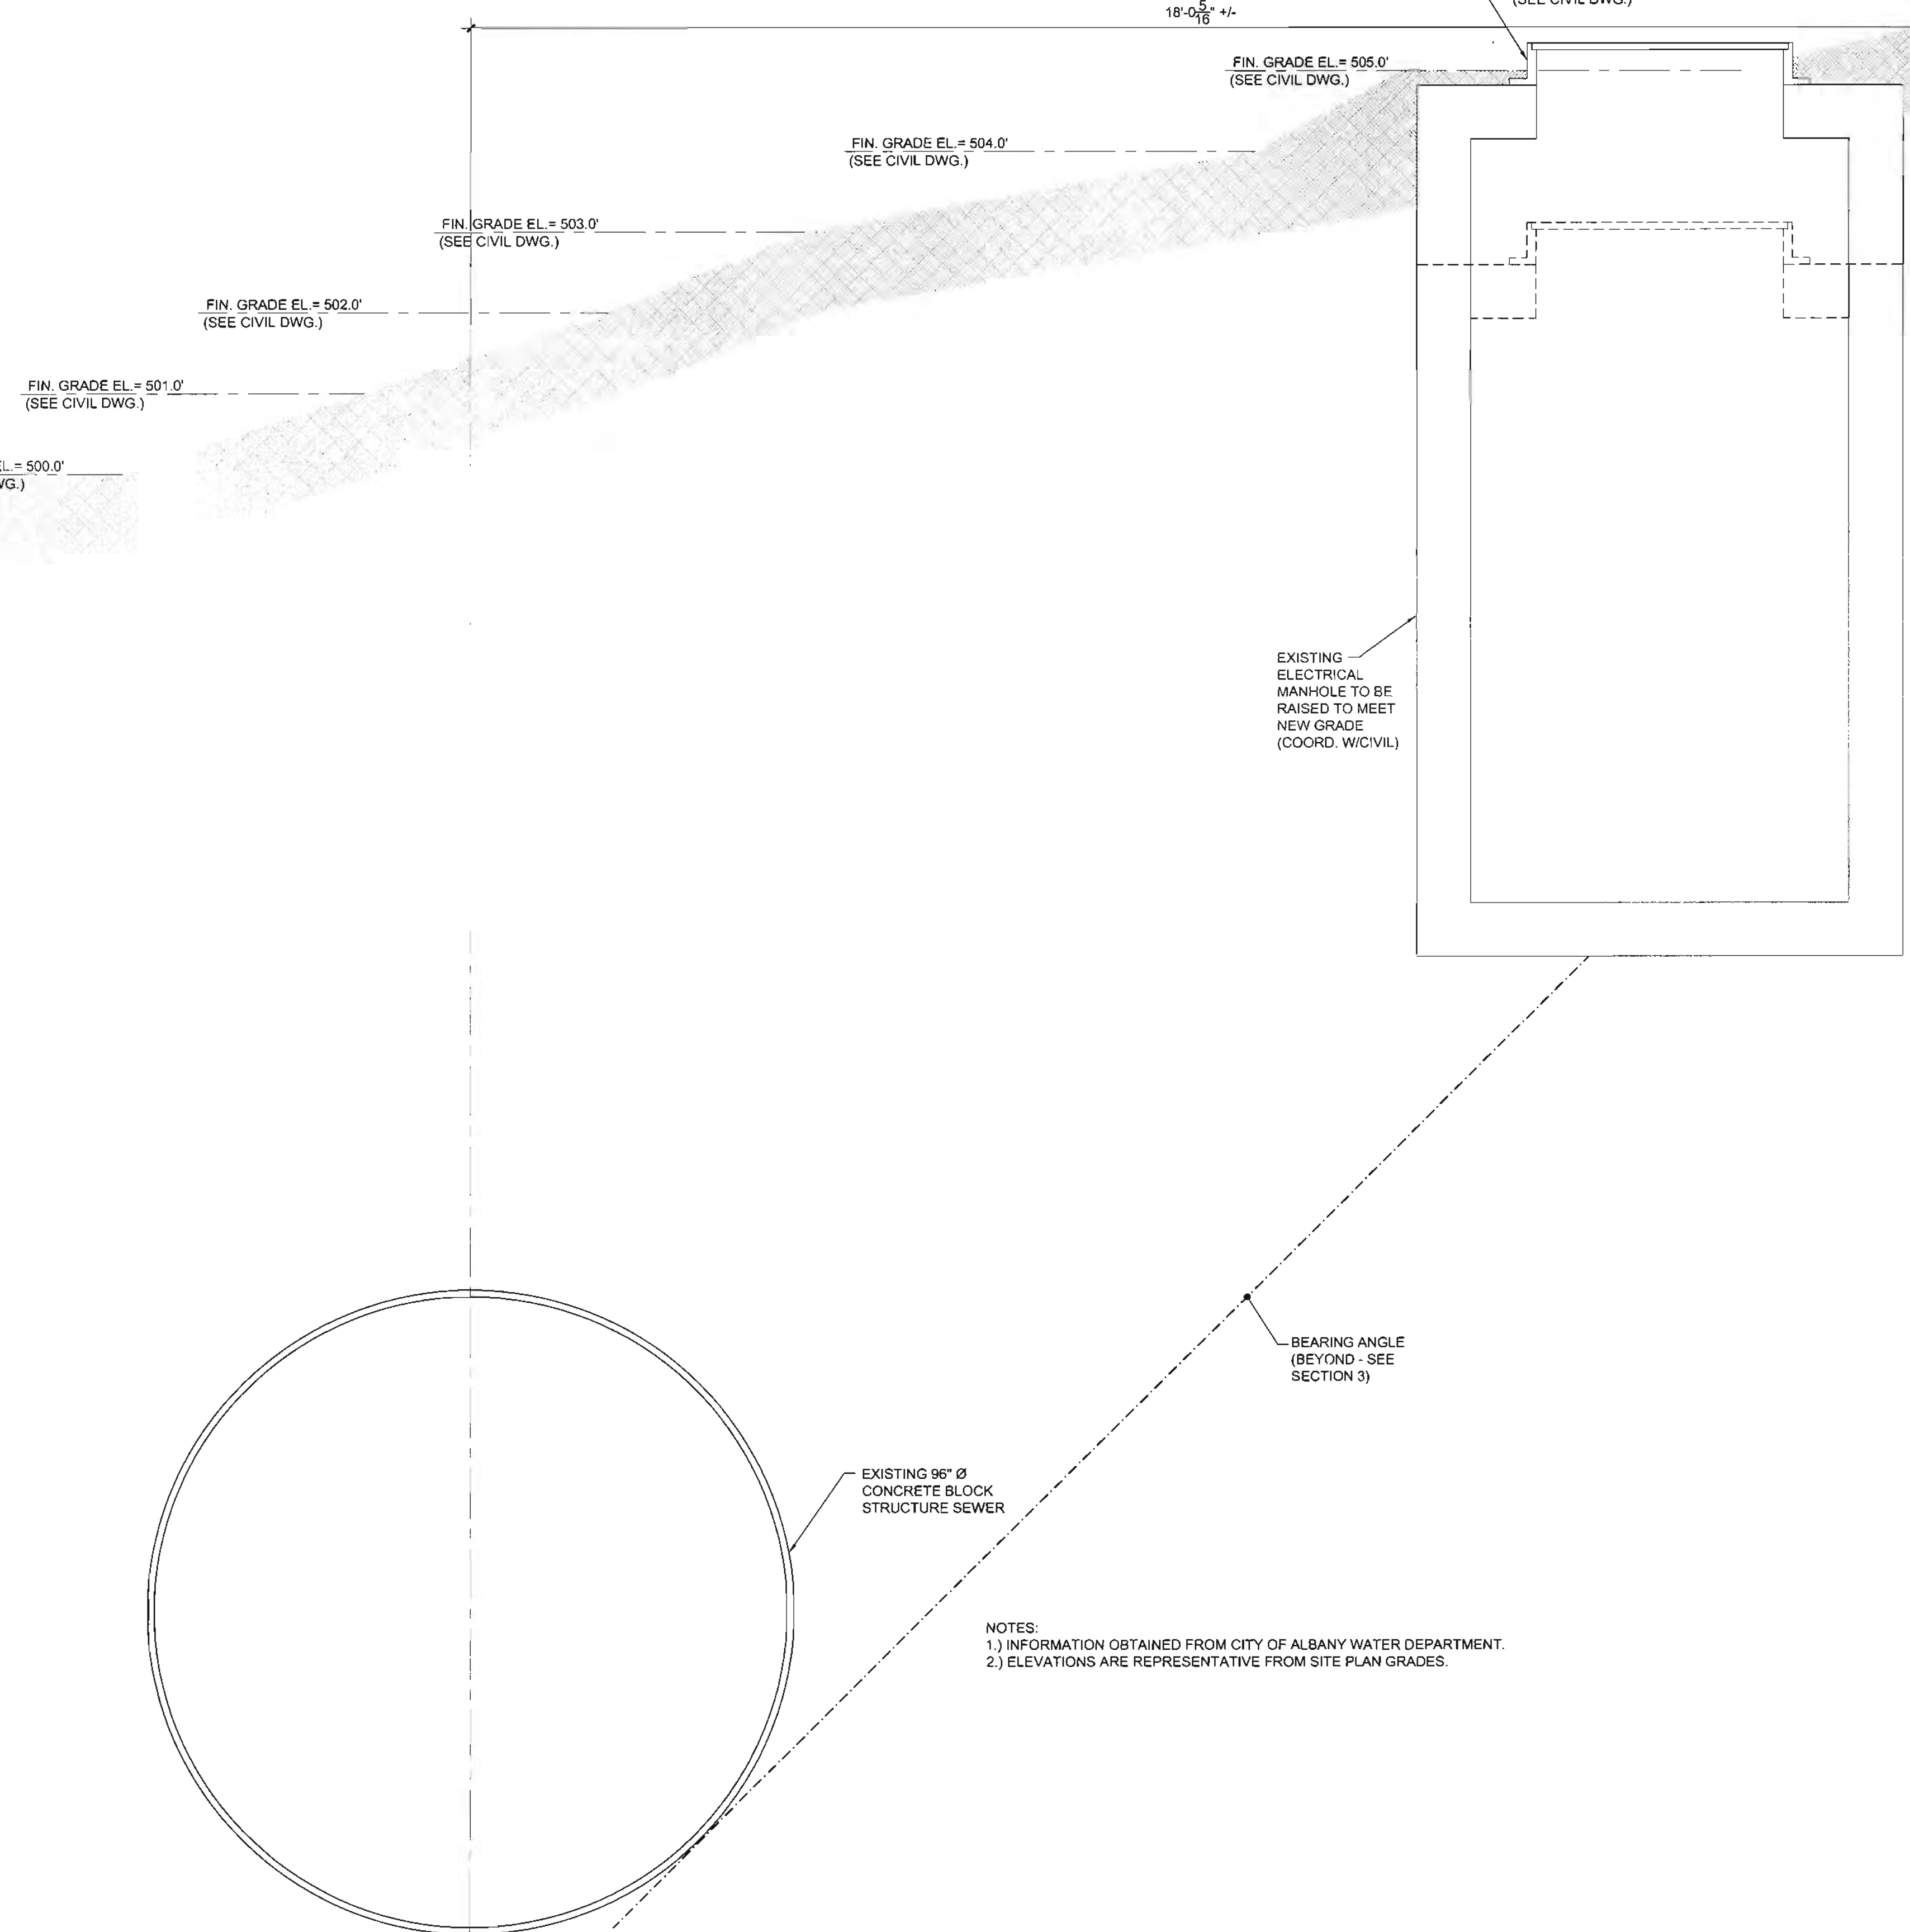 18'-0 5/16" +/-
(SEE CIVIL DWG.)
FIN. GRADE EL.= 505.0'
(SEE CIVIL DWG.)
FIN. GRADE EL.= 504.0'
(SEE CIVIL DWG.)
FIN. GRADE EL.= 503.0'
(SEE CIVIL DWG.)
FIN. GRADE EL.= 502.0'
(SEE CIVIL DWG.)
FIN. GRADE EL.= 501.0'
(SEE CIVIL DWG.)
EL.= 500.0'
WG.)
EXISTING
ELECTRICAL
MANHOLE TO BE
RAISED TO MEET
NEW GRADE
(COORD. W/CIVIL)
BEARING ANGLE
(BEYOND - SEE
SECTION 3)
EXISTING 96" Ø
CONCRETE BLOCK
STRUCTURE SEWER
NOTES:
1.) INFORMATION OBTAINED FROM CITY OF ALBANY WATER DEPARTMENT.
2.) ELEVATIONS ARE REPRESENTATIVE FROM SITE PLAN GRADES.